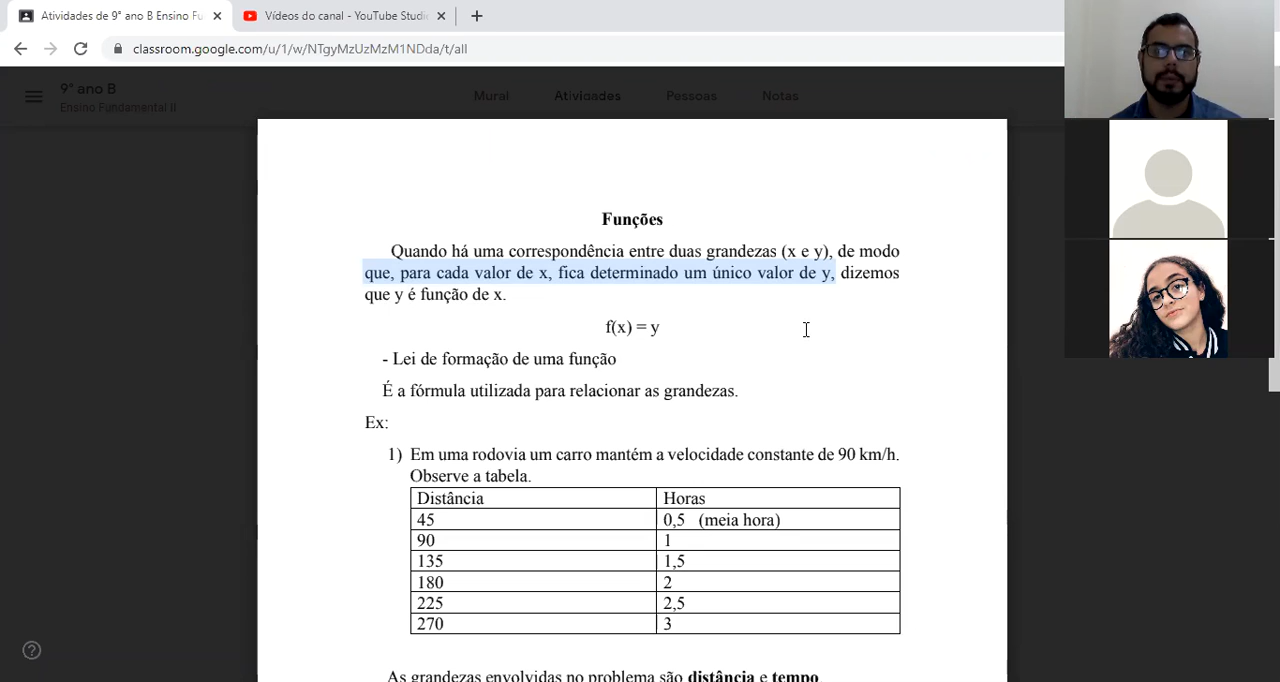 Atividades de 9° ano B Ensino Fu
Vídeos do canal - YouTube Studi
classroom.google.com/u/1/w/NTgyMzUzMzM1NDda/t/all
9° ano B
Ensino Fundamental II
Mural Atividades Pessoas Notas
Funções
Quando há uma correspondência entre duas grandezas (x e y), de modo
que, para cada valor de x, fica determinado um único valor de y, dizemos
que y é função de x.
f(x) = y
- Lei de formação de uma função
É a fórmula utilizada para relacionar as grandezas.
Ex:
1) Em uma rodovia um carro mantém a velocidade constante de 90 km/h.
Observe a tabela.
Distância Horas
45 0,5 (meia hora)
90 1
135 1,5
180 2
225 2,5
270 3
As grandezas envolvidas no problema são distância e tempo.